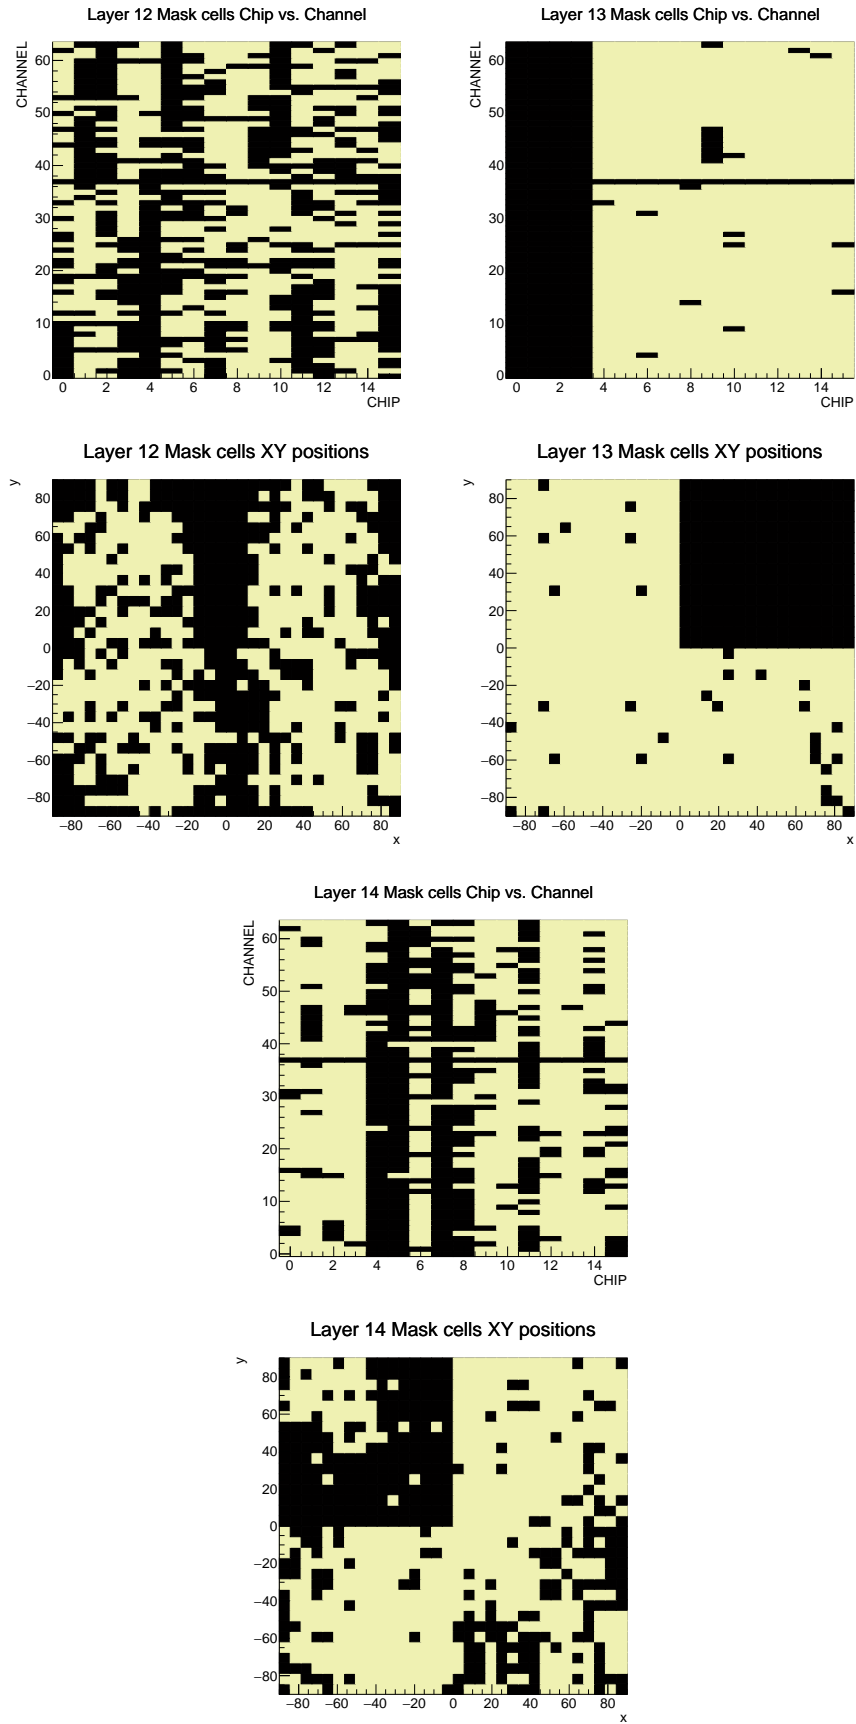 Layer 12 Mask cells Chip vs. Channel
CHANNEL
60
50
40
30
20
10
0
0 2 4 6 8 10 12 14
CHIP
Layer 13 Mask cells Chip vs. Channel
CHANNEL
60
50
40
30
20
10
0
0 2 4 6 8 10 12 14
CHIP
Layer 12 Mask cells XY positions
y
80
60
40
20
0
−20
−40
−60
−80
−80 −60 −40 −20 0 20 40 60 80
x
Layer 13 Mask cells XY positions
y
80
60
40
20
0
−20
−40
−60
−80
−80 −60 −40 −20 0 20 40 60 80
x
Layer 14 Mask cells Chip vs. Channel
CHANNEL
60
50
40
30
20
10
0
0 2 4 6 8 10 12 14
CHIP
Layer 14 Mask cells XY positions
y
80
60
40
20
0
−20
−40
−60
−80
−80 −60 −40 −20 0 20 40 60 80
x